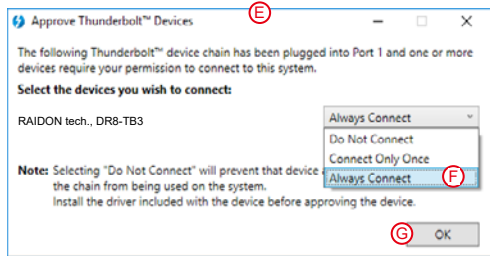 Approve Thunderbolt™ Devices
E
The following Thunderbolt™ device chain has been plugged into Port 1 and one or more
devices require your permission to connect to this system.
Select the devices you wish to connect:
RAIDON tech., DR8-TB3
Always Connect
Do Not Connect
Connect Only Once
Always Connect
F
Note: Selecting "Do Not Connect" will prevent that device
the chain from being used on the system.
Install the driver included with the device before approving the device.
G
OK